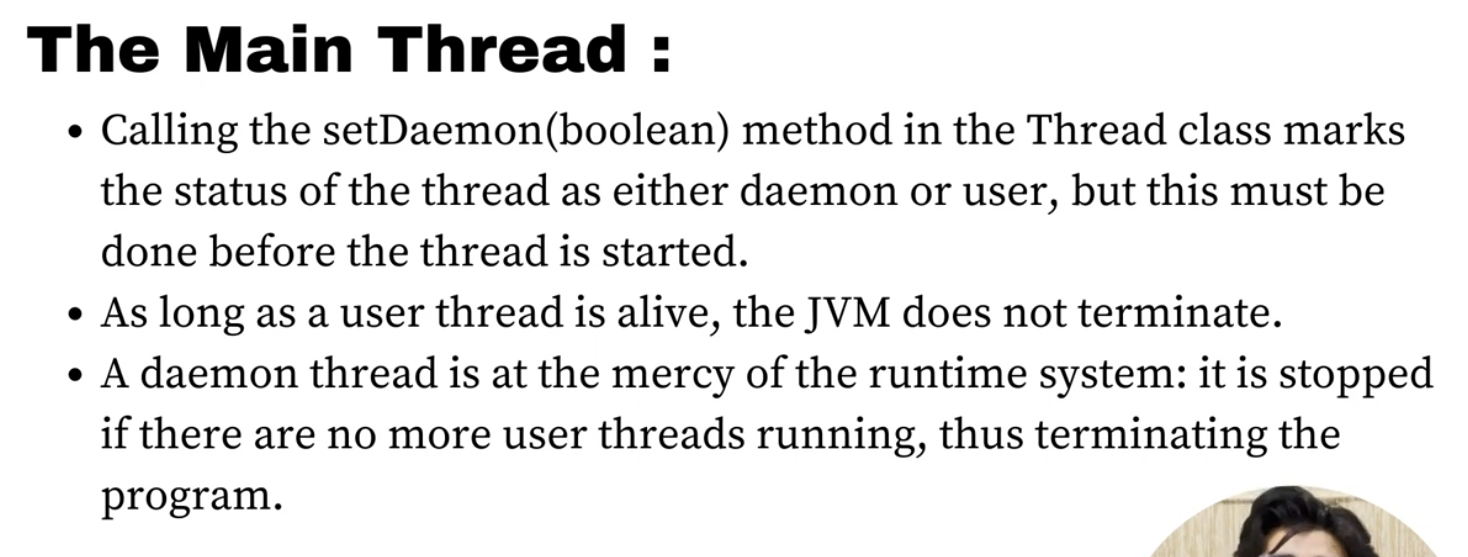 The Main Thread :
• Calling the setDaemon(boolean) method in the Thread class marks
the status of the thread as either daemon or user, but this must be
done before the thread is started.
• As long as a user thread is alive, the JVM does not terminate.
• A daemon thread is at the mercy of the runtime system: it is stopped
if there are no more user threads running, thus terminating the
program.